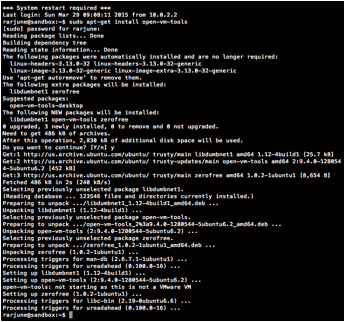 *** System restart required ***
Last login: Sun Mar 29 09:08:11 2015 from 10.0.2.2
rarjune@sandbox:~$ sudo apt-get install open-vm-tools
[sudo] password for rarjune:
Reading package lists... Done
Building dependency tree
Reading state information... Done
The following packages were automatically installed and are no longer required:
  linux-headers-3.13.0-32 linux-headers-3.13.0-32-generic
  linux-image-3.13.0-32-generic linux-image-extra-3.13.0-32-generic
Use 'apt-get autoremove' to remove them.
The following extra packages will be installed:
  libdumbnet1 zerofree
Suggested packages:
  open-vm-tools-desktop
The following NEW packages will be installed:
  libdumbnet1 open-vm-tools zerofree
0 upgraded, 3 newly installed, 0 to remove and 0 not upgraded.
Need to get 486 kB of archives.
After this operation, 2,030 kB of additional disk space will be used.
Do you want to continue? [Y/n] y
Get:1 http://us.archive.ubuntu.com/ubuntu/ trusty/main libdumbnet1 amd64 1.12-4build1 [25.7 kB]
Get:2 http://us.archive.ubuntu.com/ubuntu/ trusty-updates/main open-vm-tools amd64 2:9.4.0-1280544-5ubuntu6.2 [452 kB]
Get:3 http://us.archive.ubuntu.com/ubuntu/ trusty/main zerofree amd64 1.0.2-1ubuntu1 [8,654 B]
Fetched 486 kB in 2s (240 kB/s)
Selecting previously unselected package libdumbnet1.
(Reading database ... 123546 files and directories currently installed.)
Preparing to unpack .../libdumbnet1_1.12-4build1_amd64.deb ...
Unpacking libdumbnet1 (1.12-4build1) ...
Selecting previously unselected package open-vm-tools.
Preparing to unpack .../open-vm-tools_2%3a9.4.0-1280544-5ubuntu6.2_amd64.deb ...
Unpacking open-vm-tools (2:9.4.0-1280544-5ubuntu6.2) ...
Selecting previously unselected package zerofree.
Preparing to unpack .../zerofree_1.0.2-1ubuntu1_amd64.deb ...
Unpacking zerofree (1.0.2-1ubuntu1) ...
Processing triggers for man-db (2.6.7.1-1ubuntu1) ...
Processing triggers for ureadahead (0.100.0-16) ...
Setting up libdumbnet1 (1.12-4build1) ...
Setting up open-vm-tools (2:9.4.0-1280544-5ubuntu6.2) ...
open-vm-tools: not starting as this is not a VMware VM
Setting up zerofree (1.0.2-1ubuntu1) ...
Processing triggers for libc-bin (2.19-0ubuntu6.6) ...
Processing triggers for ureadahead (0.100.0-16) ...
rarjune@sandbox:~$